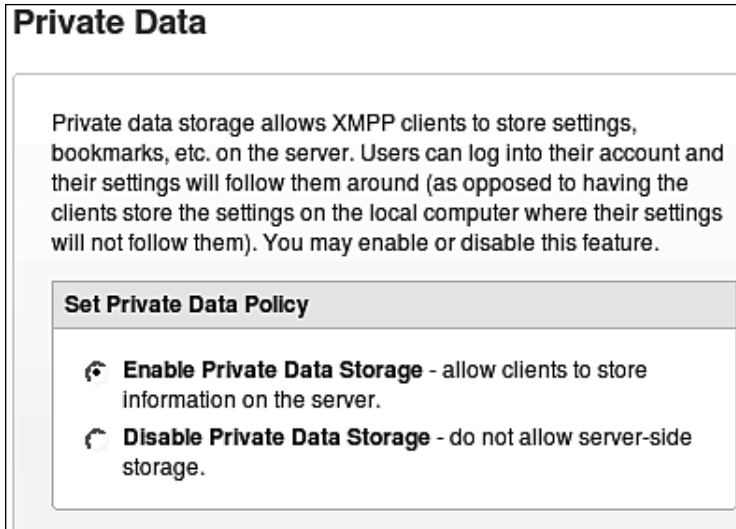 Private Data
Private data storage allows XMPP clients to store settings,
bookmarks, etc. on the server. Users can log into their account and
their settings will follow them around (as opposed to having the
clients store the settings on the local computer where their settings
will not follow them). You may enable or disable this feature.
Set Private Data Policy
Enable Private Data Storage - allow clients to store
information on the server.
Disable Private Data Storage - do not allow server-side
storage.